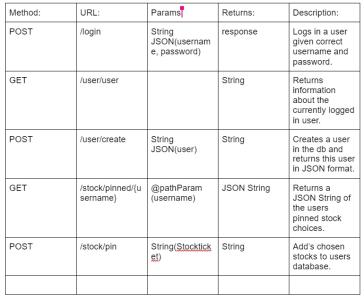 Method: URL: Params Returns: Description:
POST /login String response Logs in a user
JSON(usernam given correct
e, password) username and
password.
GET /user/user String Returns
information
about the
currently logged
in user.
POST /user/create String String Creates a user
JSON(user) in the db and
returns this user
in JSON format.
GET /stock/pinned/{u @pathParam JSON String Returns a
sername} (username) JSON String of
the users
pinned stock
choices.
POST /stock/pin String(Stocktick String Add's chosen
et) stocks to users
database.